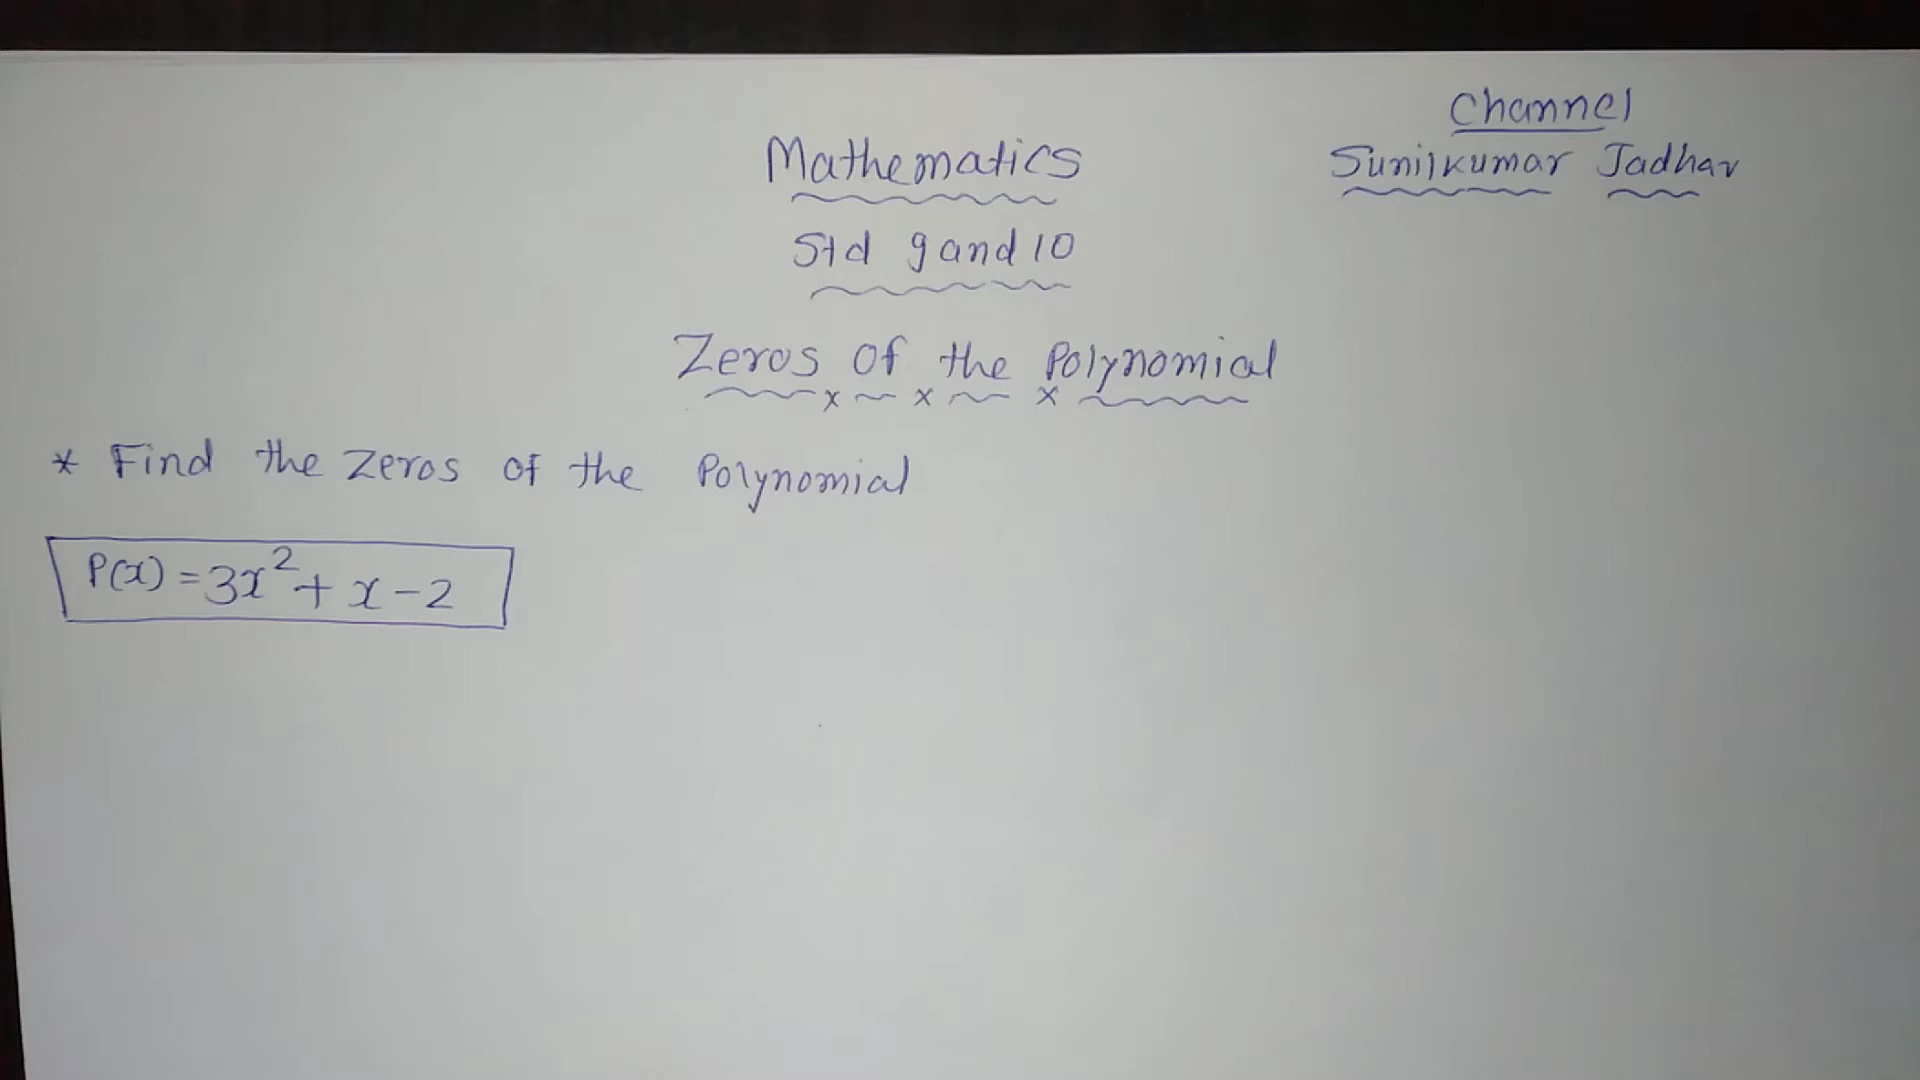 Channel
Mathematics
Sunilkumar Jadhav
Std 9 and 10
Zeros of the Polynomial
* Find the zeros of the Polynomial
P(x) = 3x² + x - 2